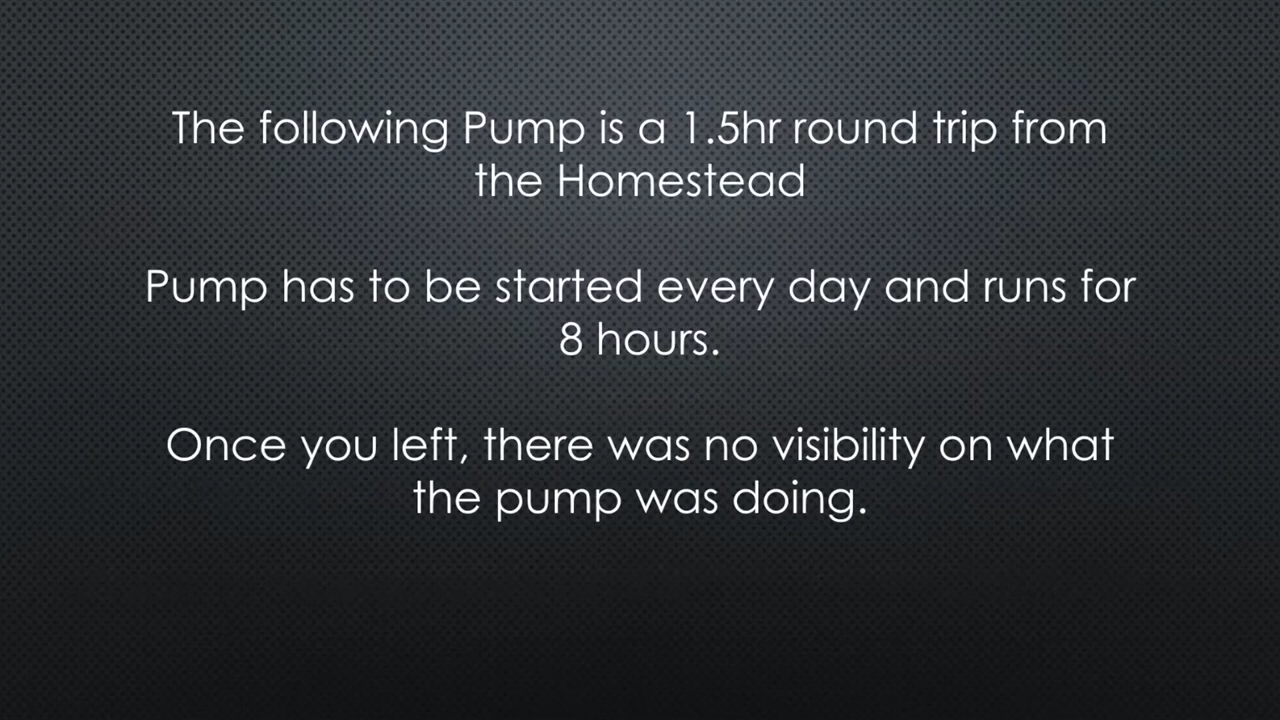 The following Pump is a 1.5hr round trip from
the Homestead
Pump has to be started every day and runs for
8 hours.
Once you left, there was no visibility on what
the pump was doing.